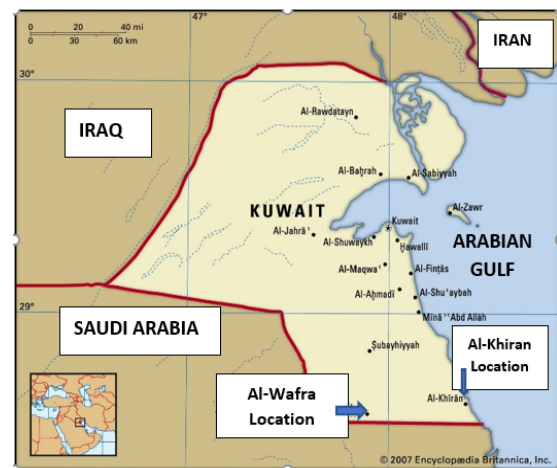 0 20 40 mi
0 30 60 km
47°
48°
IRAN
30°
IRAQ
Al-Rawdatayn
Al-Baḥrah
Al-Ṣabiyyah
KUWAIT
Al-Zawr
Kuwait
Al-Jahrāʾ
Al-Shuwaykh
Ḥawallī
ARABIAN
GULF
Al-Maqwaʿ
Al-Finṭās
Al-Aḥmadī
Al-Shuʿaybah
29°
Mīnāʾ ʿAbd Allāh
SAUDI ARABIA
Ṣubayhiyyah
Al-Khiran
Location
Al-Wafra
Location
Al-Khīrān
© 2007 Encyclopædia Britannica, Inc.